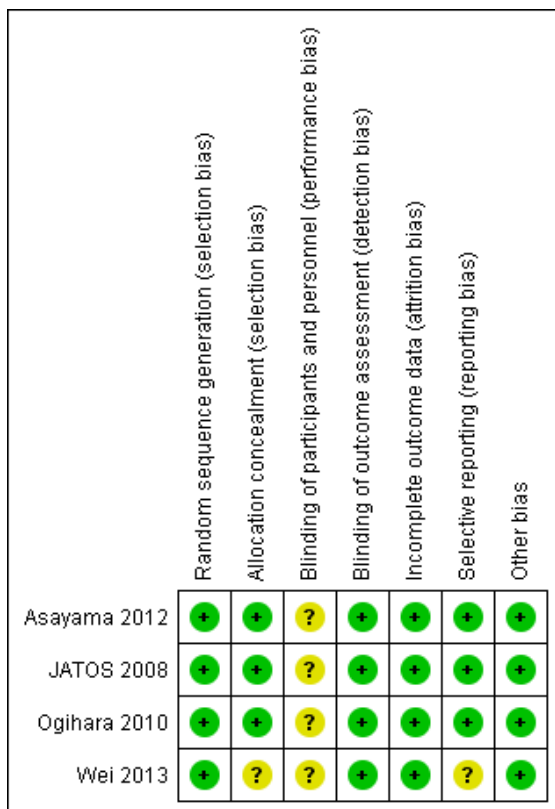 Random sequence generation (selection bias)
Allocation concealment (selection bias)
Blinding of participants and personnel (performance bias)
Blinding of outcome assessment (detection bias)
Incomplete outcome data (attrition bias)
Selective reporting (reporting bias)
Other bias
Asayama 2012 + + ? + + + +
JATOS 2008 + + ? + + + +
Ogihara 2010 + + ? + + + +
Wei 2013 + ? ? + + ? +